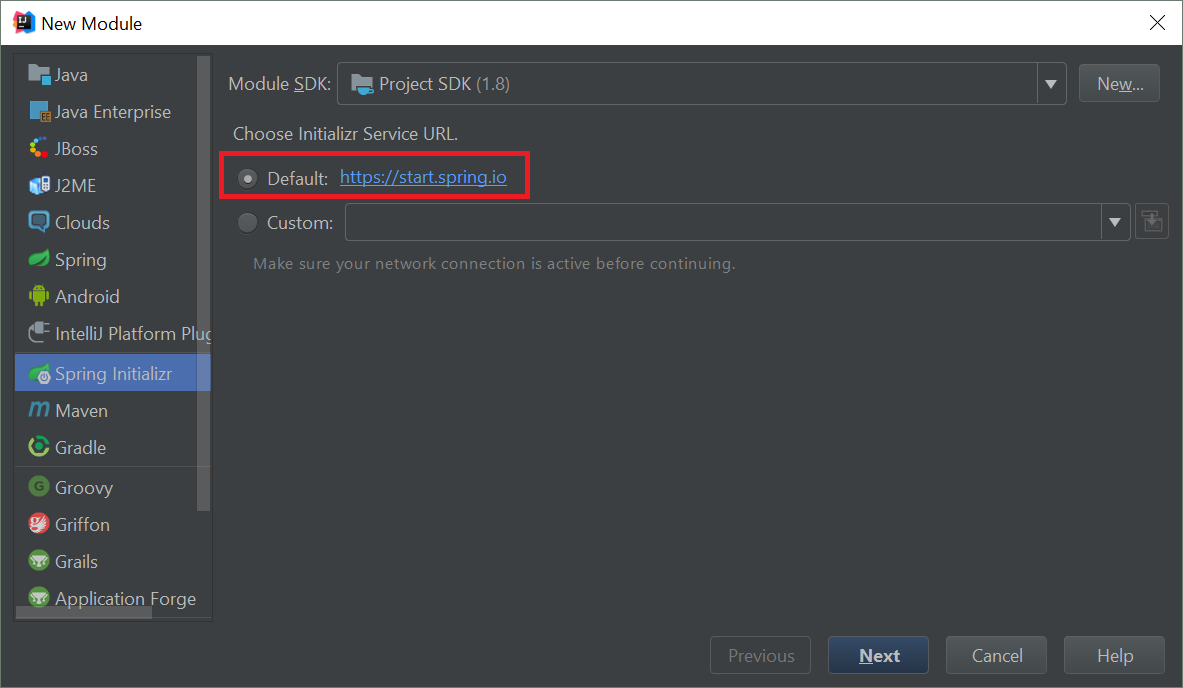 New Module
Java
Java Enterprise
JBoss
J2ME
Clouds
Spring
Android
IntelliJ Platform Plug
Spring Initializr
Maven
Gradle
Groovy
Griffon
Grails
Application Forge
Module SDK: Project SDK (1.8) New...
Choose Initializr Service URL.
Default: https://start.spring.io
Custom:
Make sure your network connection is active before continuing.
Previous Next Cancel Help